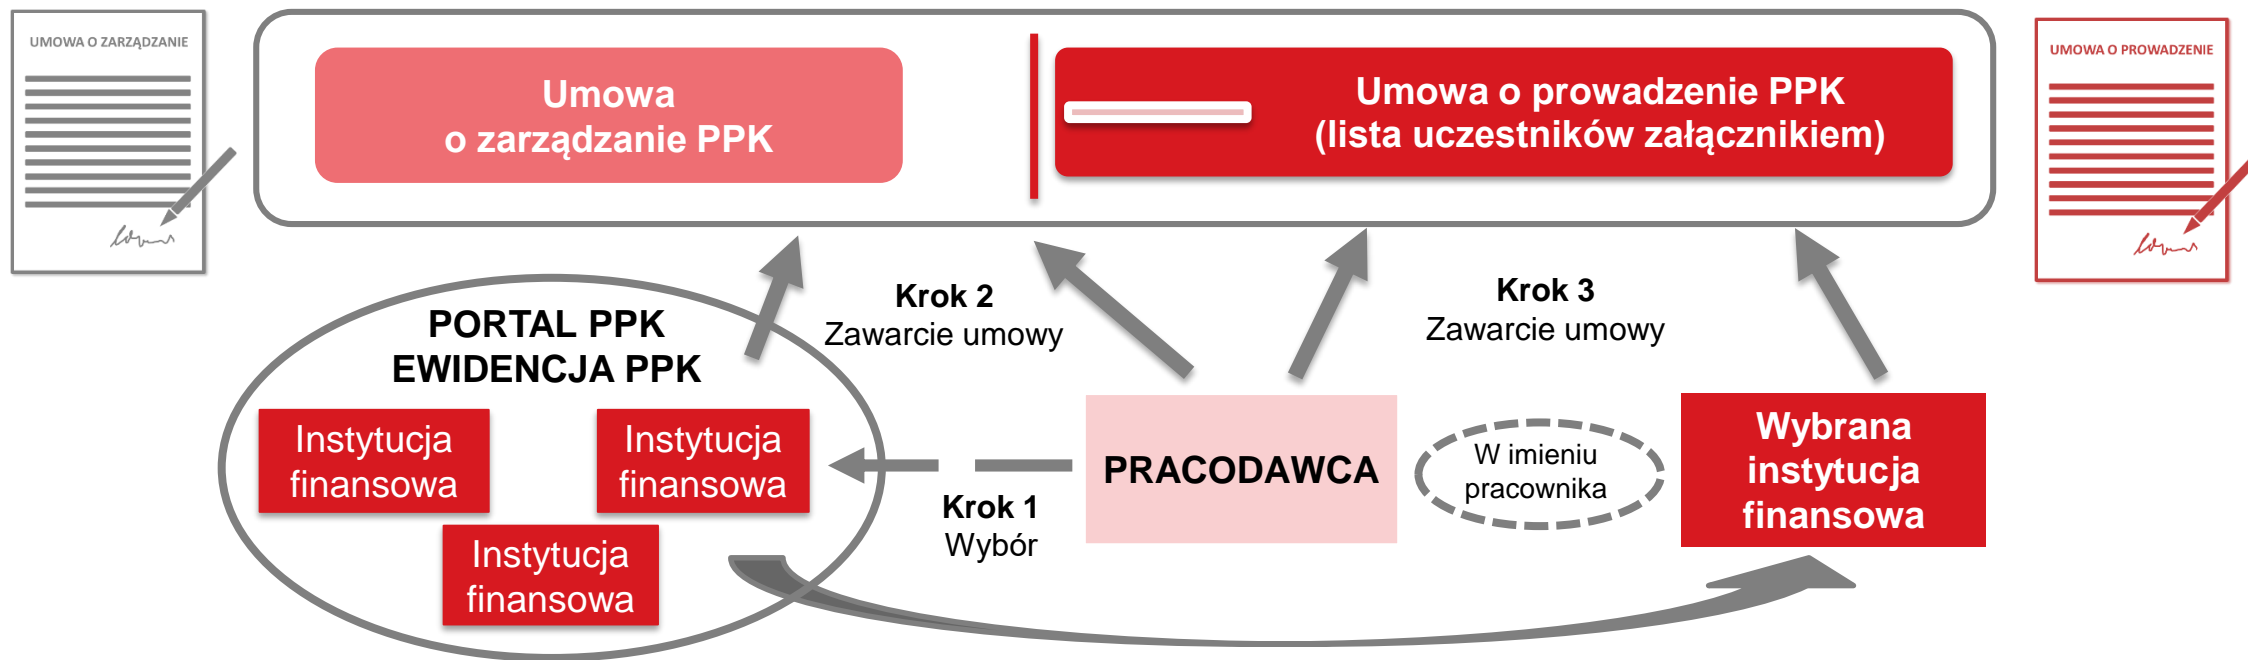 UMOWA O ZARZĄDZANIE
Umowa
o zarządzanie PPK
Umowa o prowadzenie PPK
(lista uczestników załącznikiem)
UMOWA O PROWADZENIE
PORTAL PPK
EWIDENCJA PPK
Instytucja
finansowa
Instytucja
finansowa
Instytucja
finansowa
Krok 2
Zawarcie umowy
Krok 1
Wybór
PRACODAWCA
Krok 3
Zawarcie umowy
W imieniu
pracownika
Wybrana
instytucja
finansowa